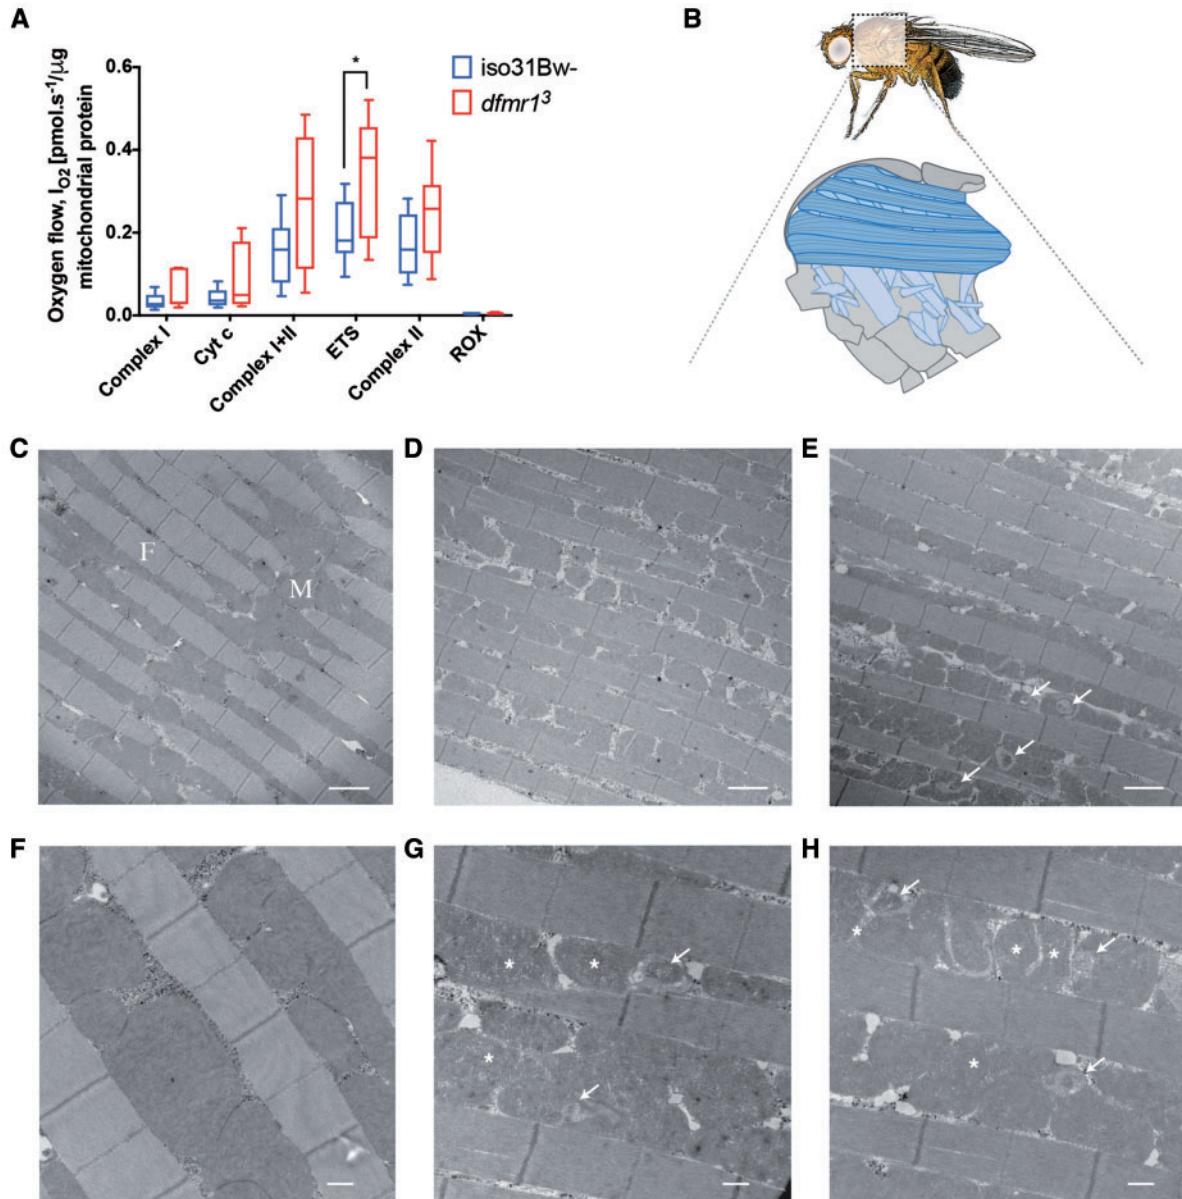 A
B
Oxygen flow, IO2 [pmol.s-1/µg
mitochondrial protein
0.6
0.4
0.2
0.0
*
iso31Bw-
dfmr13
Complex I
Cyt c
Complex I+II
ETS
Complex II
ROX
C
D
E
F
M
F
G
H
* * *
* * * *